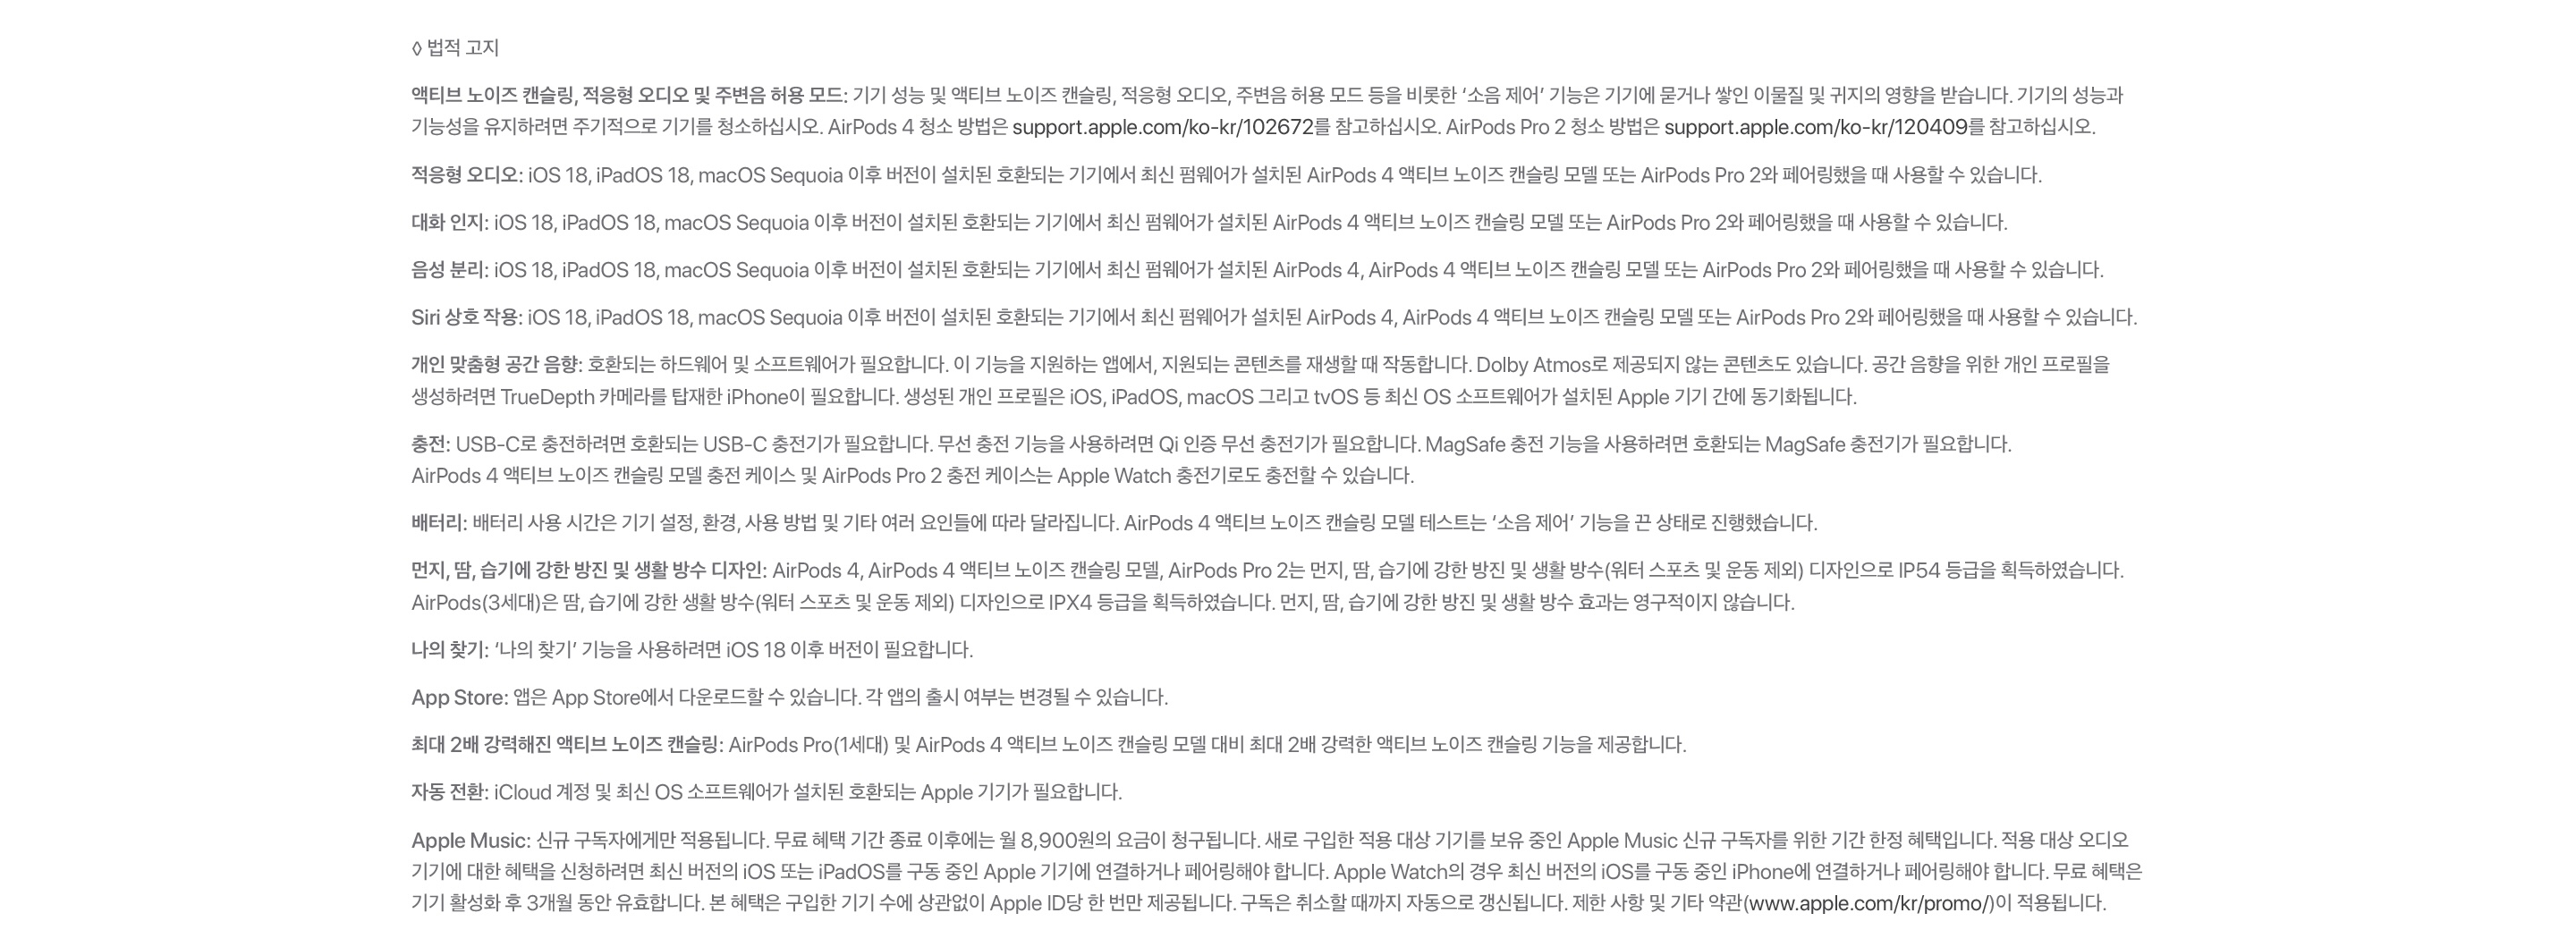 ◊ 법적 고지
액티브 노이즈 캔슬링, 적응형 오디오 및 주변음 허용 모드: 기기 성능 및 액티브 노이즈 캔슬링, 적응형 오디오, 주변음 허용 모드 등을 비롯한 ‘소음 제어’ 기능은 기기에 묻거나 쌓인 이물질 및 귀지의 영향을 받습니다. 기기의 성능과
기능성을 유지하려면 주기적으로 기기를 청소하십시오. AirPods 4 청소 방법은 support.apple.com/ko-kr/102672를 참고하십시오. AirPods Pro 2 청소 방법은 support.apple.com/ko-kr/120409를 참고하십시오.
적응형 오디오: iOS 18, iPadOS 18, macOS Sequoia 이후 버전이 설치된 호환되는 기기에서 최신 펌웨어가 설치된 AirPods 4 액티브 노이즈 캔슬링 모델 또는 AirPods Pro 2와 페어링했을 때 사용할 수 있습니다.
대화 인지: iOS 18, iPadOS 18, macOS Sequoia 이후 버전이 설치된 호환되는 기기에서 최신 펌웨어가 설치된 AirPods 4 액티브 노이즈 캔슬링 모델 또는 AirPods Pro 2와 페어링했을 때 사용할 수 있습니다.
음성 분리: iOS 18, iPadOS 18, macOS Sequoia 이후 버전이 설치된 호환되는 기기에서 최신 펌웨어가 설치된 AirPods 4, AirPods 4 액티브 노이즈 캔슬링 모델 또는 AirPods Pro 2와 페어링했을 때 사용할 수 있습니다.
Siri 상호 작용: iOS 18, iPadOS 18, macOS Sequoia 이후 버전이 설치된 호환되는 기기에서 최신 펌웨어가 설치된 AirPods 4, AirPods 4 액티브 노이즈 캔슬링 모델 또는 AirPods Pro 2와 페어링했을 때 사용할 수 있습니다.
개인 맞춤형 공간 음향: 호환되는 하드웨어 및 소프트웨어가 필요합니다. 이 기능을 지원하는 앱에서, 지원되는 콘텐츠를 재생할 때 작동합니다. Dolby Atmos로 제공되지 않는 콘텐츠도 있습니다. 공간 음향을 위한 개인 프로필을
생성하려면 TrueDepth 카메라를 탑재한 iPhone이 필요합니다. 생성된 개인 프로필은 iOS, iPadOS, macOS 그리고 tvOS 등 최신 OS 소프트웨어가 설치된 Apple 기기 간에 동기화됩니다.
충전: USB-C로 충전하려면 호환되는 USB-C 충전기가 필요합니다. 무선 충전 기능을 사용하려면 Qi 인증 무선 충전기가 필요합니다. MagSafe 충전 기능을 사용하려면 호환되는 MagSafe 충전기가 필요합니다.
AirPods 4 액티브 노이즈 캔슬링 모델 충전 케이스 및 AirPods Pro 2 충전 케이스는 Apple Watch 충전기로도 충전할 수 있습니다.
배터리: 배터리 사용 시간은 기기 설정, 환경, 사용 방법 및 기타 여러 요인들에 따라 달라집니다. AirPods 4 액티브 노이즈 캔슬링 모델 테스트는 ‘소음 제어’ 기능을 끈 상태로 진행했습니다.
먼지, 땀, 습기에 강한 방진 및 생활 방수 디자인: AirPods 4, AirPods 4 액티브 노이즈 캔슬링 모델, AirPods Pro 2는 먼지, 땀, 습기에 강한 방진 및 생활 방수(워터 스포츠 및 운동 제외) 디자인으로 IP54 등급을 획득하였습니다.
AirPods(3세대)은 땀, 습기에 강한 생활 방수(워터 스포츠 및 운동 제외) 디자인으로 IPX4 등급을 획득하였습니다. 먼지, 땀, 습기에 강한 방진 및 생활 방수 효과는 영구적이지 않습니다.
나의 찾기: ‘나의 찾기’ 기능을 사용하려면 iOS 18 이후 버전이 필요합니다.
App Store: 앱은 App Store에서 다운로드할 수 있습니다. 각 앱의 출시 여부는 변경될 수 있습니다.
최대 2배 강력해진 액티브 노이즈 캔슬링: AirPods Pro(1세대) 및 AirPods 4 액티브 노이즈 캔슬링 모델 대비 최대 2배 강력한 액티브 노이즈 캔슬링 기능을 제공합니다.
자동 전환: iCloud 계정 및 최신 OS 소프트웨어가 설치된 호환되는 Apple 기기가 필요합니다.
Apple Music: 신규 구독자에게만 적용됩니다. 무료 혜택 기간 종료 이후에는 월 8,900원의 요금이 청구됩니다. 새로 구입한 적용 대상 기기를 보유 중인 Apple Music 신규 구독자를 위한 기간 한정 혜택입니다. 적용 대상 오디오
기기에 대한 혜택을 신청하려면 최신 버전의 iOS 또는 iPadOS를 구동 중인 Apple 기기에 연결하거나 페어링해야 합니다. Apple Watch의 경우 최신 버전의 iOS를 구동 중인 iPhone에 연결하거나 페어링해야 합니다. 무료 혜택은
기기 활성화 후 3개월 동안 유효합니다. 본 혜택은 구입한 기기 수에 상관없이 Apple ID당 한 번만 제공됩니다. 구독은 취소할 때까지 자동으로 갱신됩니다. 제한 사항 및 기타 약관(www.apple.com/kr/promo/)이 적용됩니다.